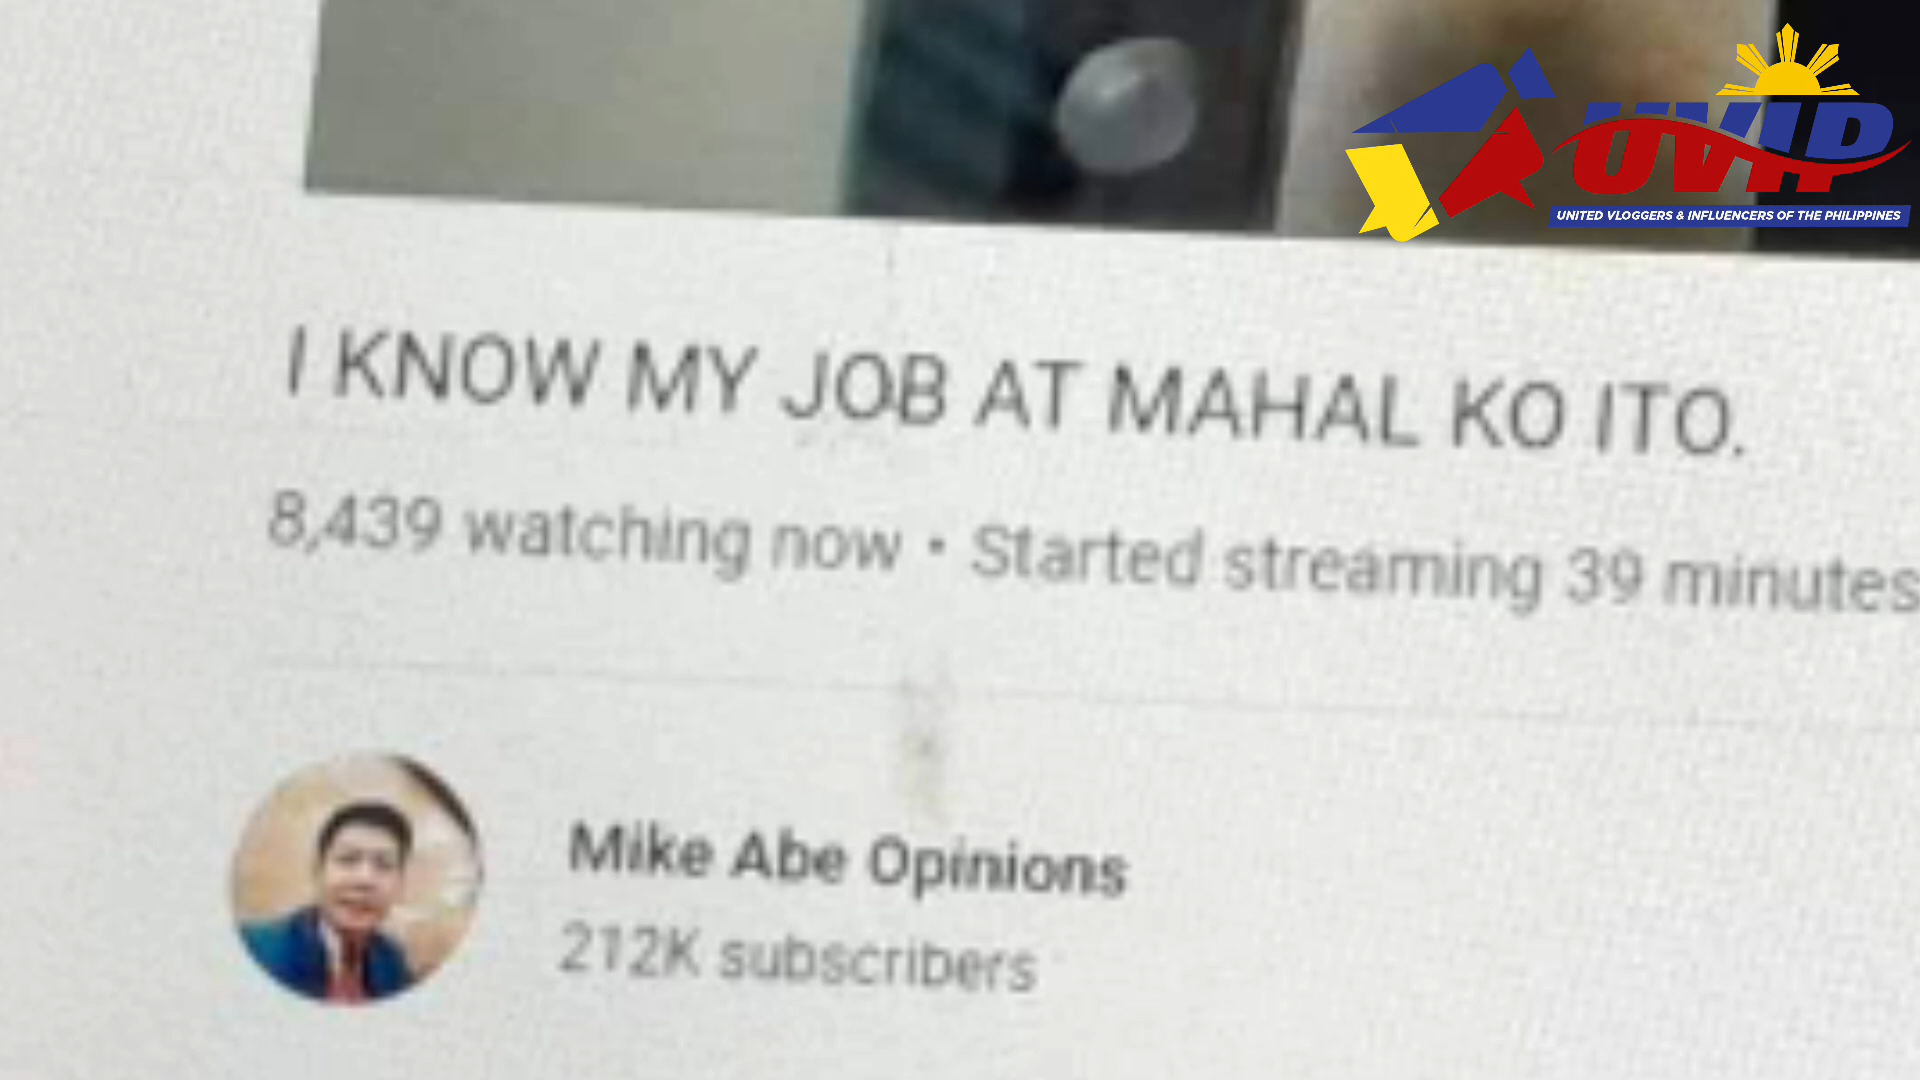 UVIP
UNITED VLOGGERS & INFLUENCERS OF THE PHILIPPINES
I KNOW MY JOB AT MAHAL KO ITO.
8,439 watching now • Started streaming 39 minutes
Mike Abe Opinions
212K subscribers